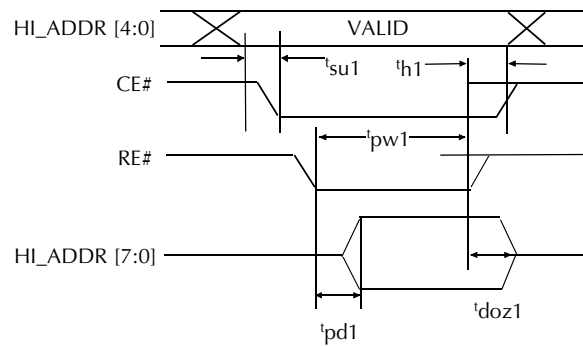 HI_ADDR [4:0] VALID
tsu1 th1
CE#
tpw1
RE#
HI_ADDR [7:0]
tdoz1
tpd1